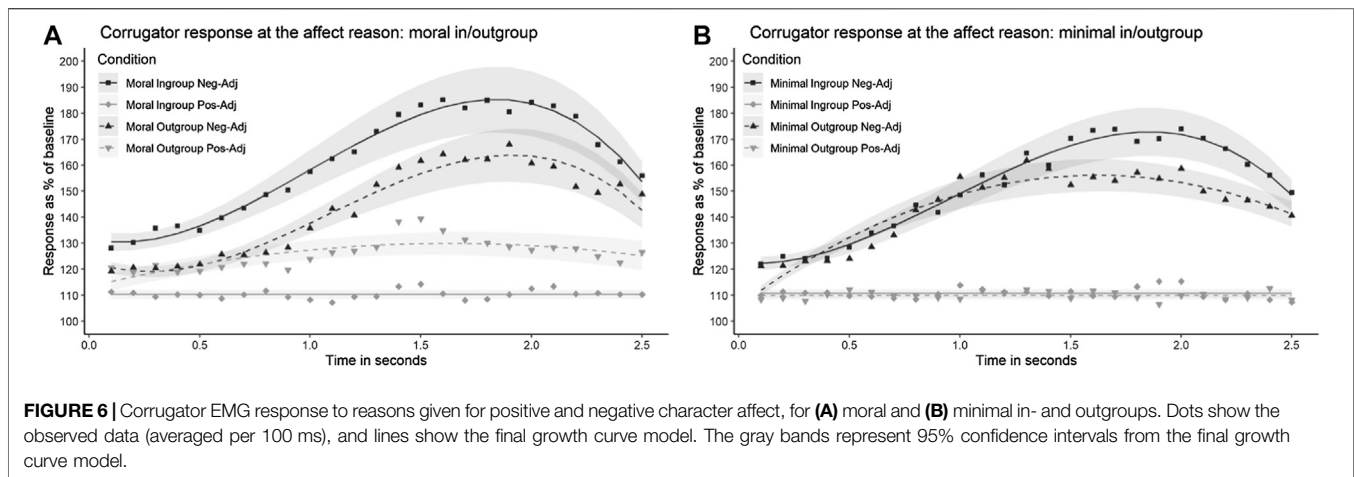 A Corrugator response at the affect reason: moral in/outgroup
Condition
Moral Ingroup Neg-Adj
Moral Ingroup Pos-Adj
Moral Outgroup Neg-Adj
Moral Outgroup Pos-Adj
Response as % of baseline
200
190
180
170
160
150
140
130
120
110
100
0.0 0.5 1.0 1.5 2.0 2.5
Time in seconds
B Corrugator response at the affect reason: minimal in/outgroup
Condition
Minimal Ingroup Neg-Adj
Minimal Ingroup Pos-Adj
Minimal Outgroup Neg-Adj
Minimal Outgroup Pos-Adj
Response as % of baseline
200
190
180
170
160
150
140
130
120
110
100
0.0 0.5 1.0 1.5 2.0 2.5
Time in seconds
FIGURE 6 | Corrugator EMG response to reasons given for positive and negative character affect, for (A) moral and (B) minimal in- and outgroups. Dots show the
observed data (averaged per 100 ms), and lines show the final growth curve model. The gray bands represent 95% confidence intervals from the final growth
curve model.